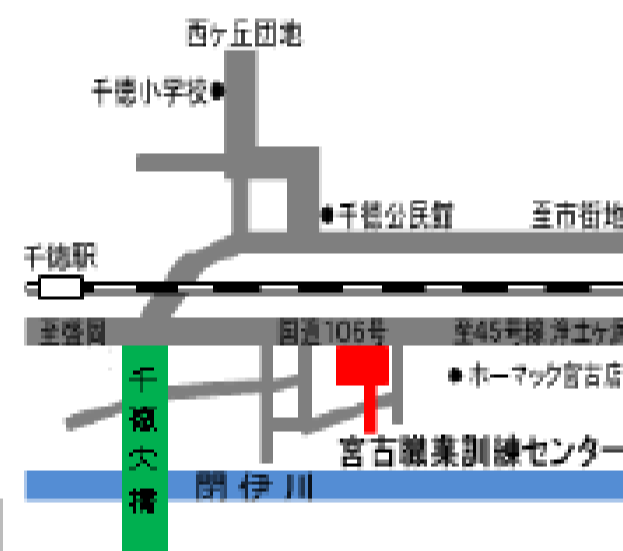 西ケ丘団地
千徳小学校
千徳公民館
至市街地
千徳駅
至盛岡
国道106号
至45号線 浄土ケ浜
千徳大橋
ホーマック宮古店
宮古職業訓練センター
閉伊川